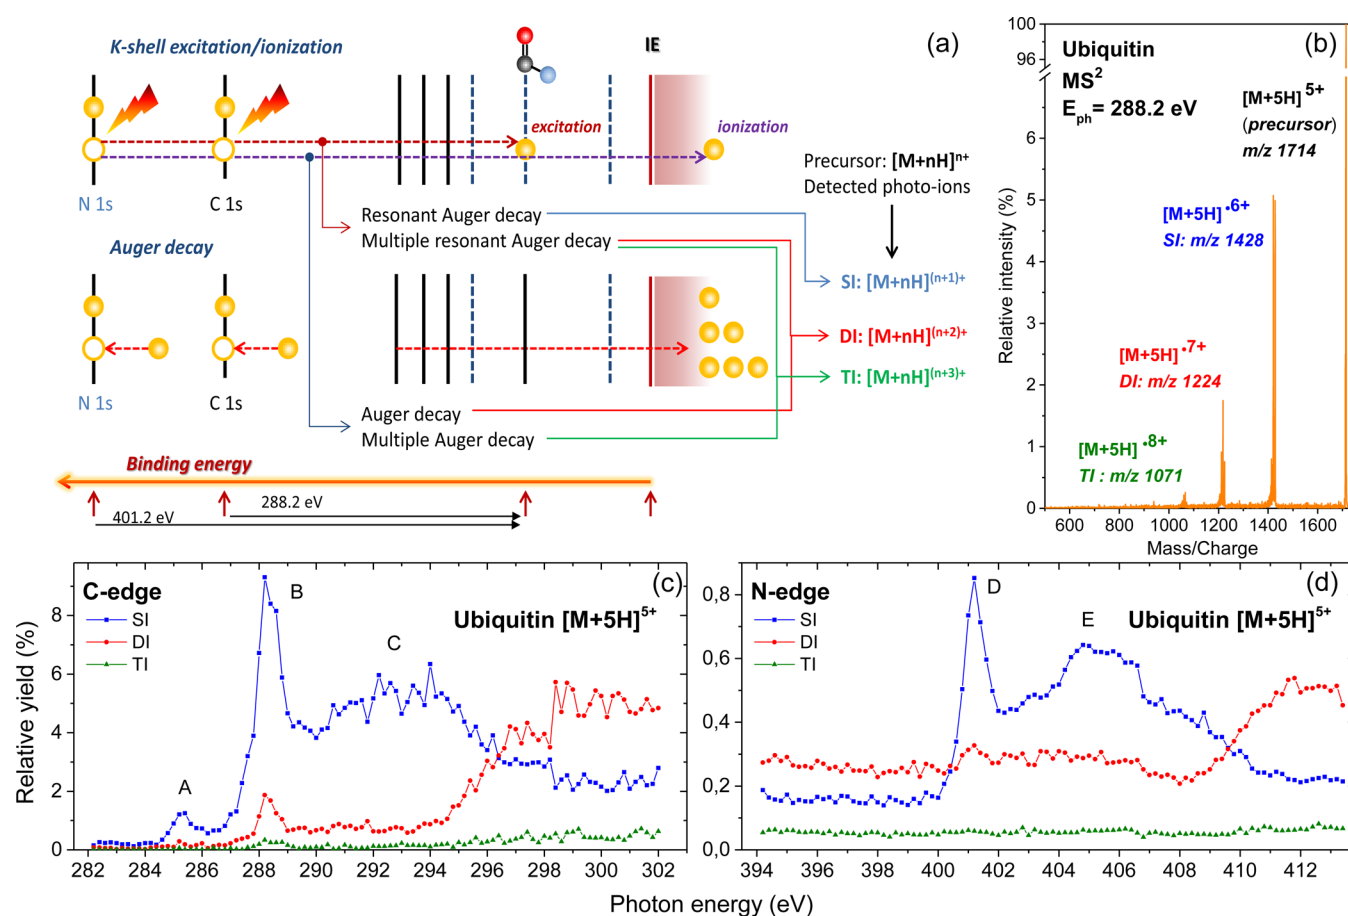 K-shell excitation/ionization
IE
(a)
excitation
ionization
N 1s
C 1s
Precursor: [M+nH]ⁿ⁺
Detected photo-ions
Resonant Auger decay
Multiple resonant Auger decay
Auger decay
SI: [M+nH]⁽ⁿ⁺¹⁾⁺
DI: [M+nH]⁽ⁿ⁺²⁾⁺
TI: [M+nH]⁽ⁿ⁺³⁾⁺
N 1s
C 1s
Auger decay
Multiple Auger decay
Binding energy
288.2 eV
401.2 eV
(b)
Ubiquitin
MS²
E_ph= 288.2 eV
[M+5H] ⁵⁺
(precursor)
m/z 1714
[M+5H] •⁶⁺
SI: m/z 1428
[M+5H] •⁷⁺
DI: m/z 1224
[M+5H] •⁸⁺
TI : m/z 1071
Relative intensity (%)
100
96
6
5
4
3
2
1
0
600 800 1000 1200 1400 1600
Mass/Charge
(c)
C-edge
SI
DI
TI
Ubiquitin [M+5H]⁵⁺
A
B
C
Relative yield (%)
8
6
4
2
0
282 284 286 288 290 292 294 296 298 300 302
(d)
N-edge
SI
DI
TI
Ubiquitin [M+5H]⁵⁺
D
E
0,8
0,6
0,4
0,2
0,0
394 396 398 400 402 404 406 408 410 412
Photon energy (eV)